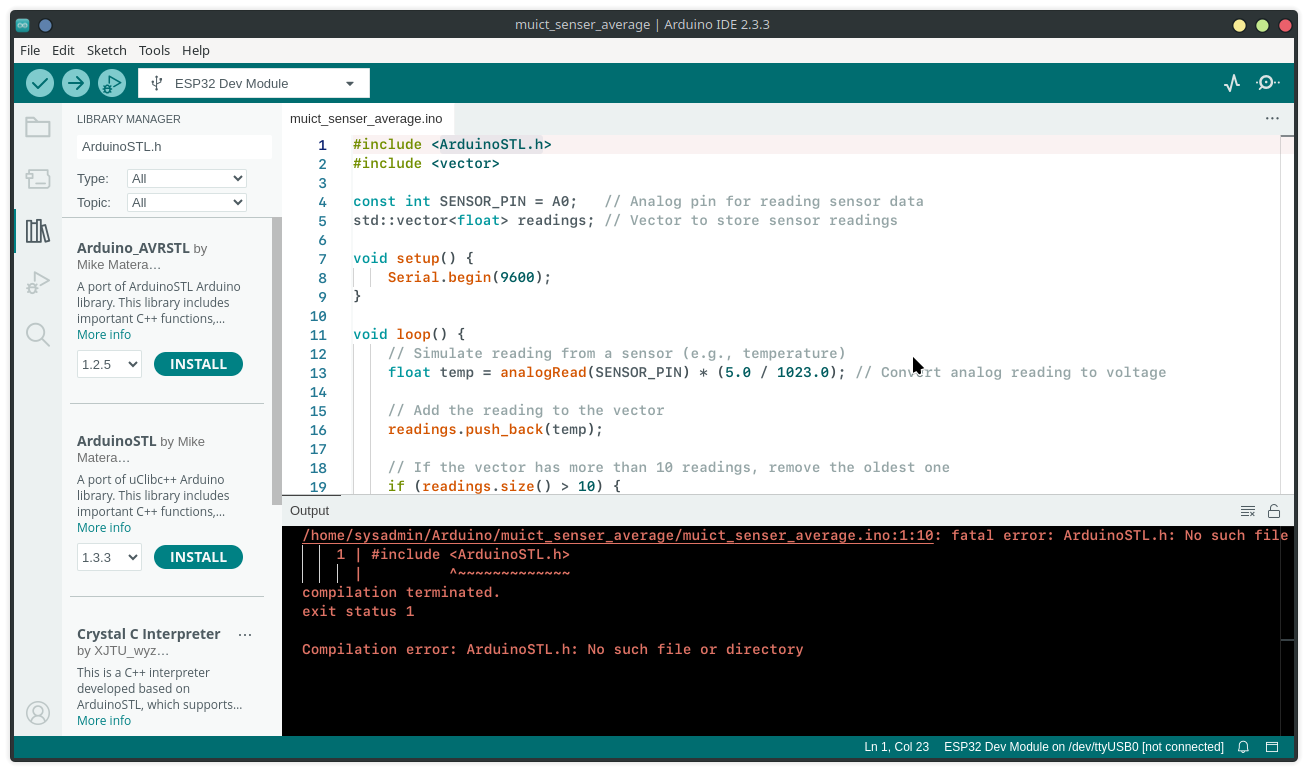 muict_senser_average | Arduino IDE 2.3.3
File Edit Sketch Tools Help
ESP32 Dev Module
LIBRARY MANAGER
ArduinoSTL.h
Type: All
Topic: All
Arduino_AVRSTL by
Mike Matera…
A port of ArduinoSTL Arduino
library. This library includes
important C++ functions,...
More info
1.2.5 INSTALL
ArduinoSTL by Mike
Matera…
A port of uClibc++ Arduino
library. This library includes
important C++ functions,...
More info
1.3.3 INSTALL
Crystal C Interpreter ...
by XJTU_wyz…
This is a C++ interpreter
developed based on
ArduinoSTL, which supports...
More info
muict_senser_average.ino
1 #include <ArduinoSTL.h>
2 #include <vector>
3
4 const int SENSOR_PIN = A0;   // Analog pin for reading sensor data
5 std::vector<float> readings; // Vector to store sensor readings
6
7 void setup() {
8     Serial.begin(9600);
9 }
10
11 void loop() {
12     // Simulate reading from a sensor (e.g., temperature)
13     float temp = analogRead(SENSOR_PIN) * (5.0 / 1023.0); // Convert analog reading to voltage
14
15     // Add the reading to the vector
16     readings.push_back(temp);
17
18     // If the vector has more than 10 readings, remove the oldest one
19     if (readings.size() > 10) {
Output
/home/sysadmin/Arduino/muict_senser_average/muict_senser_average.ino:1:10: fatal error: ArduinoSTL.h: No such file
1 | #include <ArduinoSTL.h>
|          ^~~~~~~~~~~~~~
compilation terminated.
exit status 1
Compilation error: ArduinoSTL.h: No such file or directory
Ln 1, Col 23 ESP32 Dev Module on /dev/ttyUSB0 [not connected]